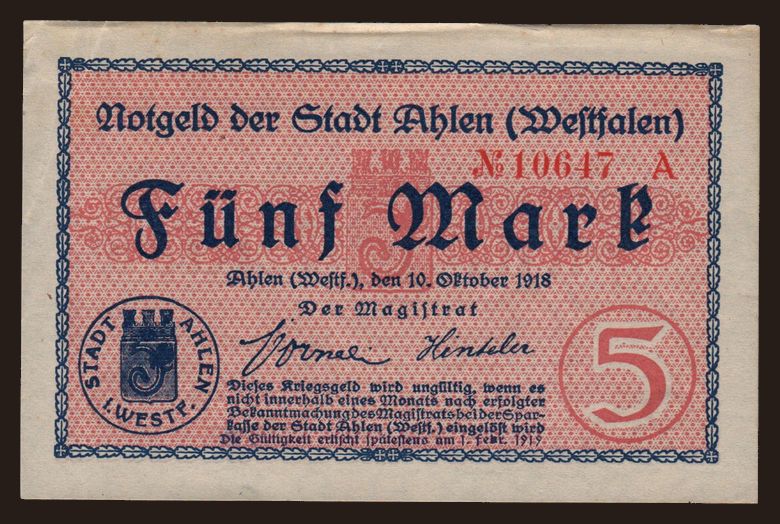 Notgeld der Stadt Ahlen (Westfalen)
№ 10647 A
Fünf Mark
Ahlen (Westf.), den 10. Oktober 1918
Der Magistrat
STADT AHLEN
I. WESTF.
Dieses Kriegsgeld wird ungültig, wenn es
nicht innerhalb eines Monats nach erfolgter
Bekanntmachung des Magistrats bei der Spar-
kasse der Stadt Ahlen (Westf.) eingelöst wird
Die Gültigkeit erlischt spätestens am 1. Febr. 1919
5